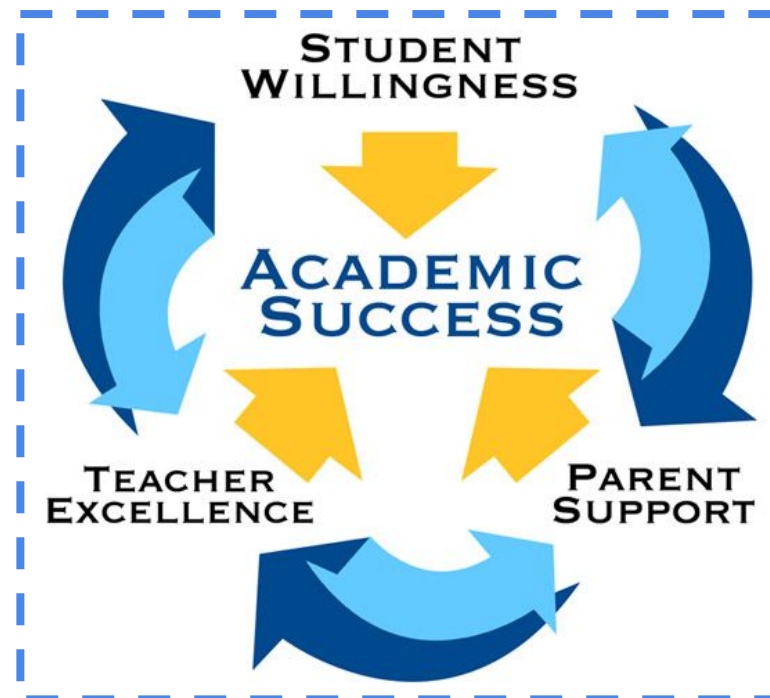 STUDENT
WILLINGNESS
ACADEMIC
SUCCESS
TEACHER
EXCELLENCE
PARENT
SUPPORT